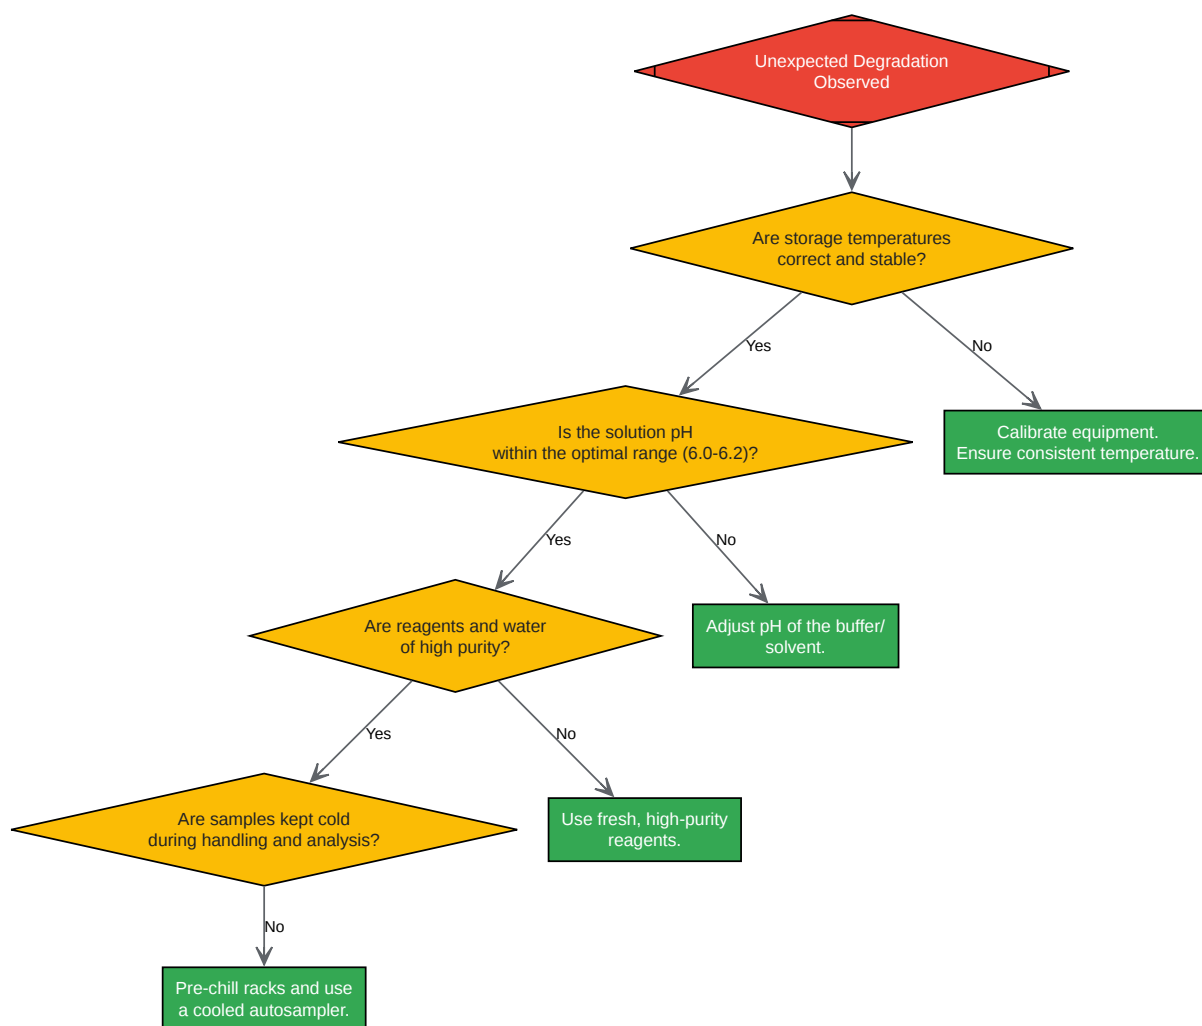 Unexpected Degradation
Observed
Are storage temperatures
correct and stable?
Yes
No
Is the solution pH
within the optimal range (6.0-6.2)?
Calibrate equipment.
Ensure consistent temperature.
Yes
No
Are reagents and water
of high purity?
Adjust pH of the buffer/
solvent.
Yes
No
Are samples kept cold
during handling and analysis?
Use fresh, high-purity
reagents.
No
Pre-chill racks and use
a cooled autosampler.